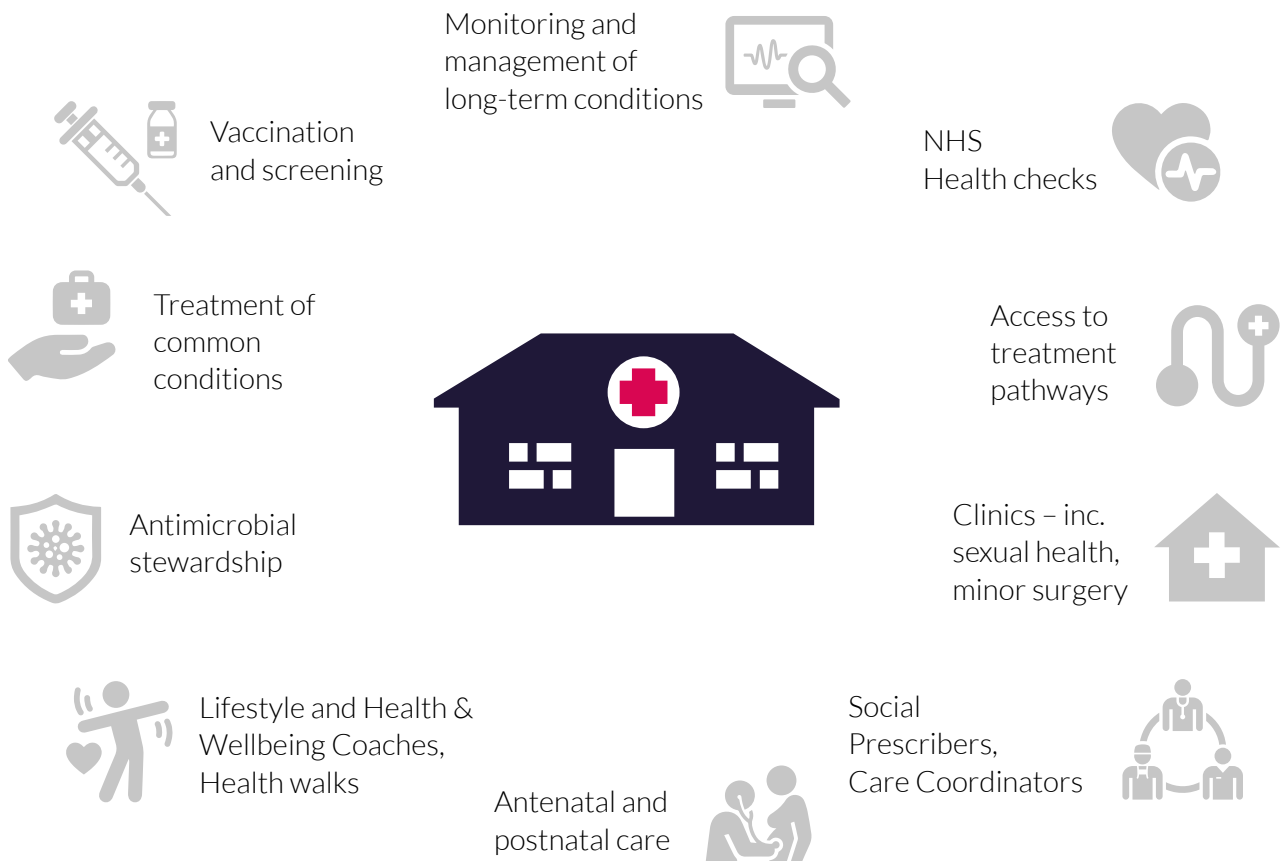 Monitoring and
management of
long-term conditions
Vaccination
and screening
NHS
Health checks
Treatment of
common
conditions
Access to
treatment
pathways
Antimicrobial
stewardship
Clinics – inc.
sexual health,
minor surgery
Lifestyle and Health &
Wellbeing Coaches,
Health walks
Social
Prescribers,
Care Coordinators
Antenatal and
postnatal care